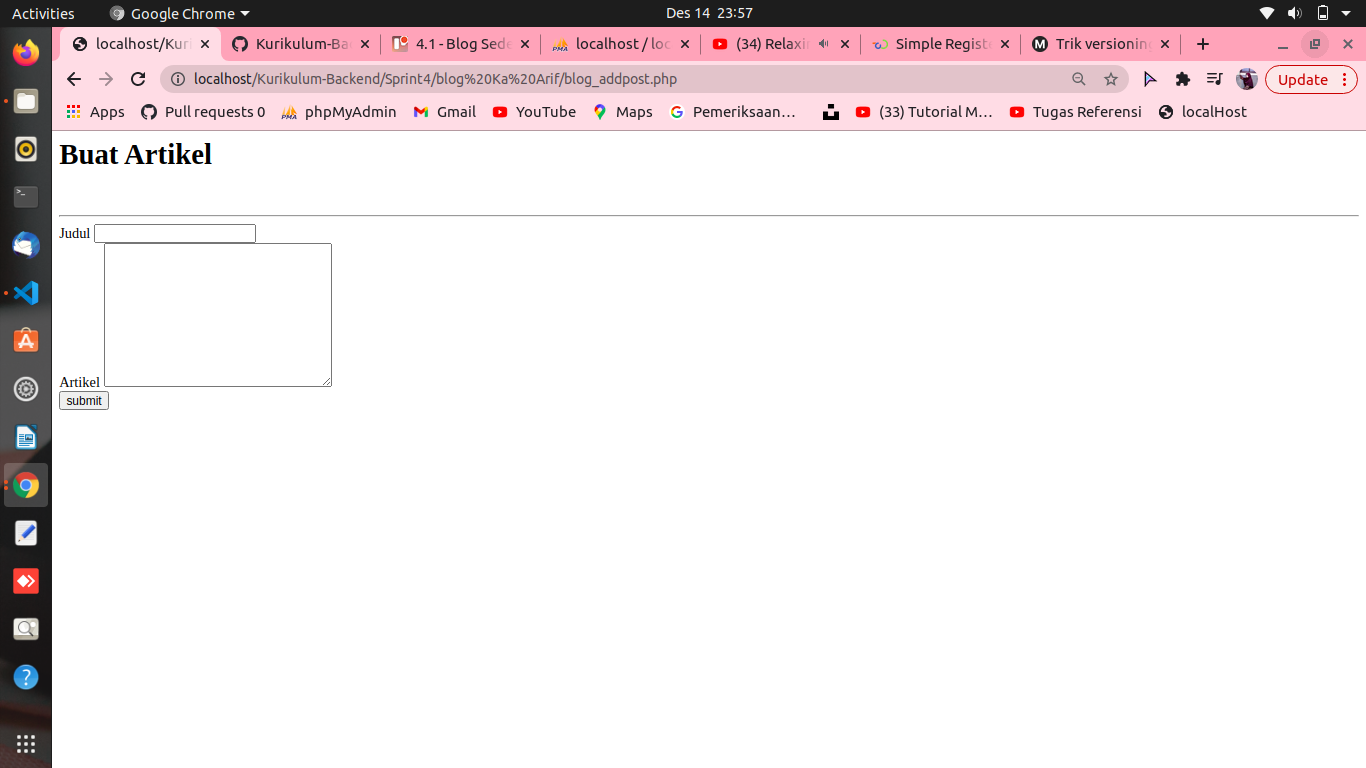 Activities Google Chrome Des 14 23:57
localhost/Kuri Kurikulum-Ba 4.1 - Blog Sede localhost / loc (34) Relaxi Simple Registe M Trik versioning
localhost/Kurikulum-Backend/Sprint4/blog%20Ka%20Arif/blog_addpost.php Update
Apps Pull requests 0 PMA phpMyAdmin Gmail YouTube Maps G Pemeriksaan... (33) Tutorial M... Tugas Referensi localHost
Buat Artikel
Judul
Artikel
submit